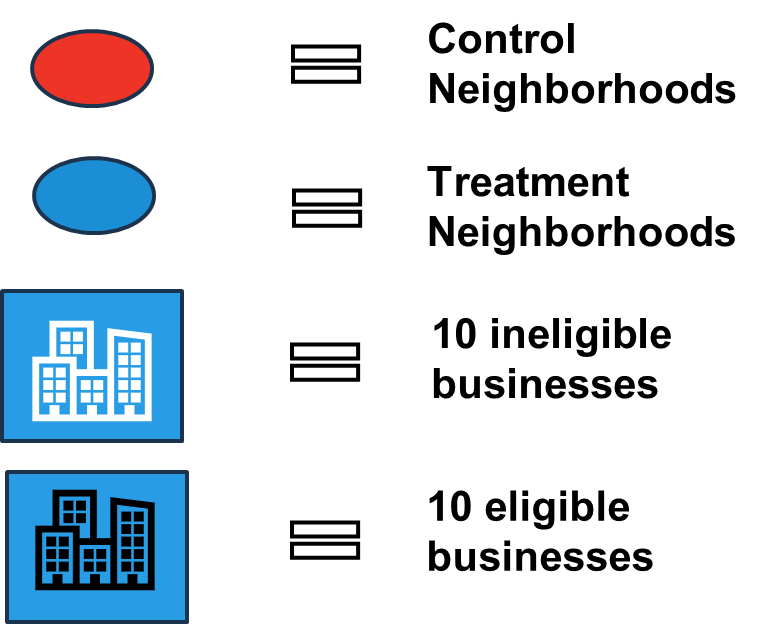 Control
Neighborhoods
Treatment
Neighborhoods
10 ineligible
businesses
10 eligible
businesses